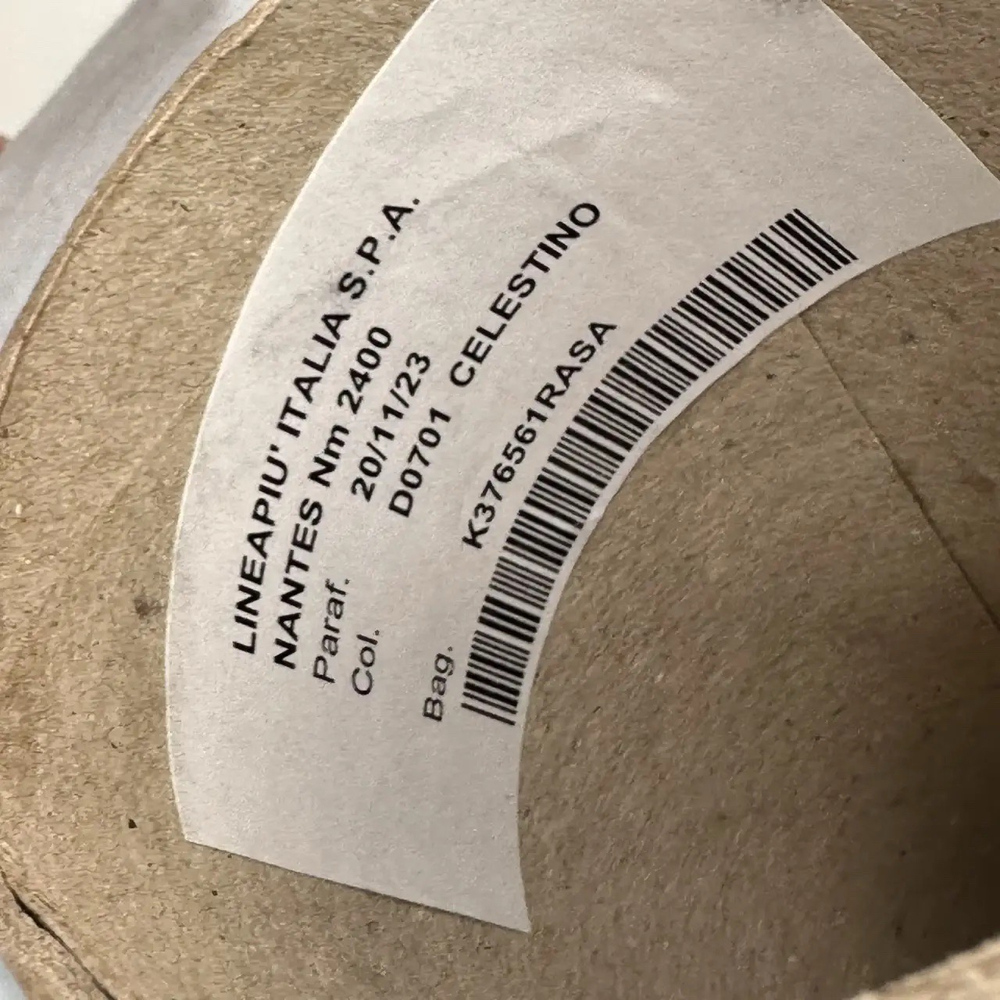 LINEAPIU' ITALIA S.P.A.
NANTES Nm 2400
Paraf. 20/11/23
Col. D0701 CELESTINO
Bag. K376561RASA